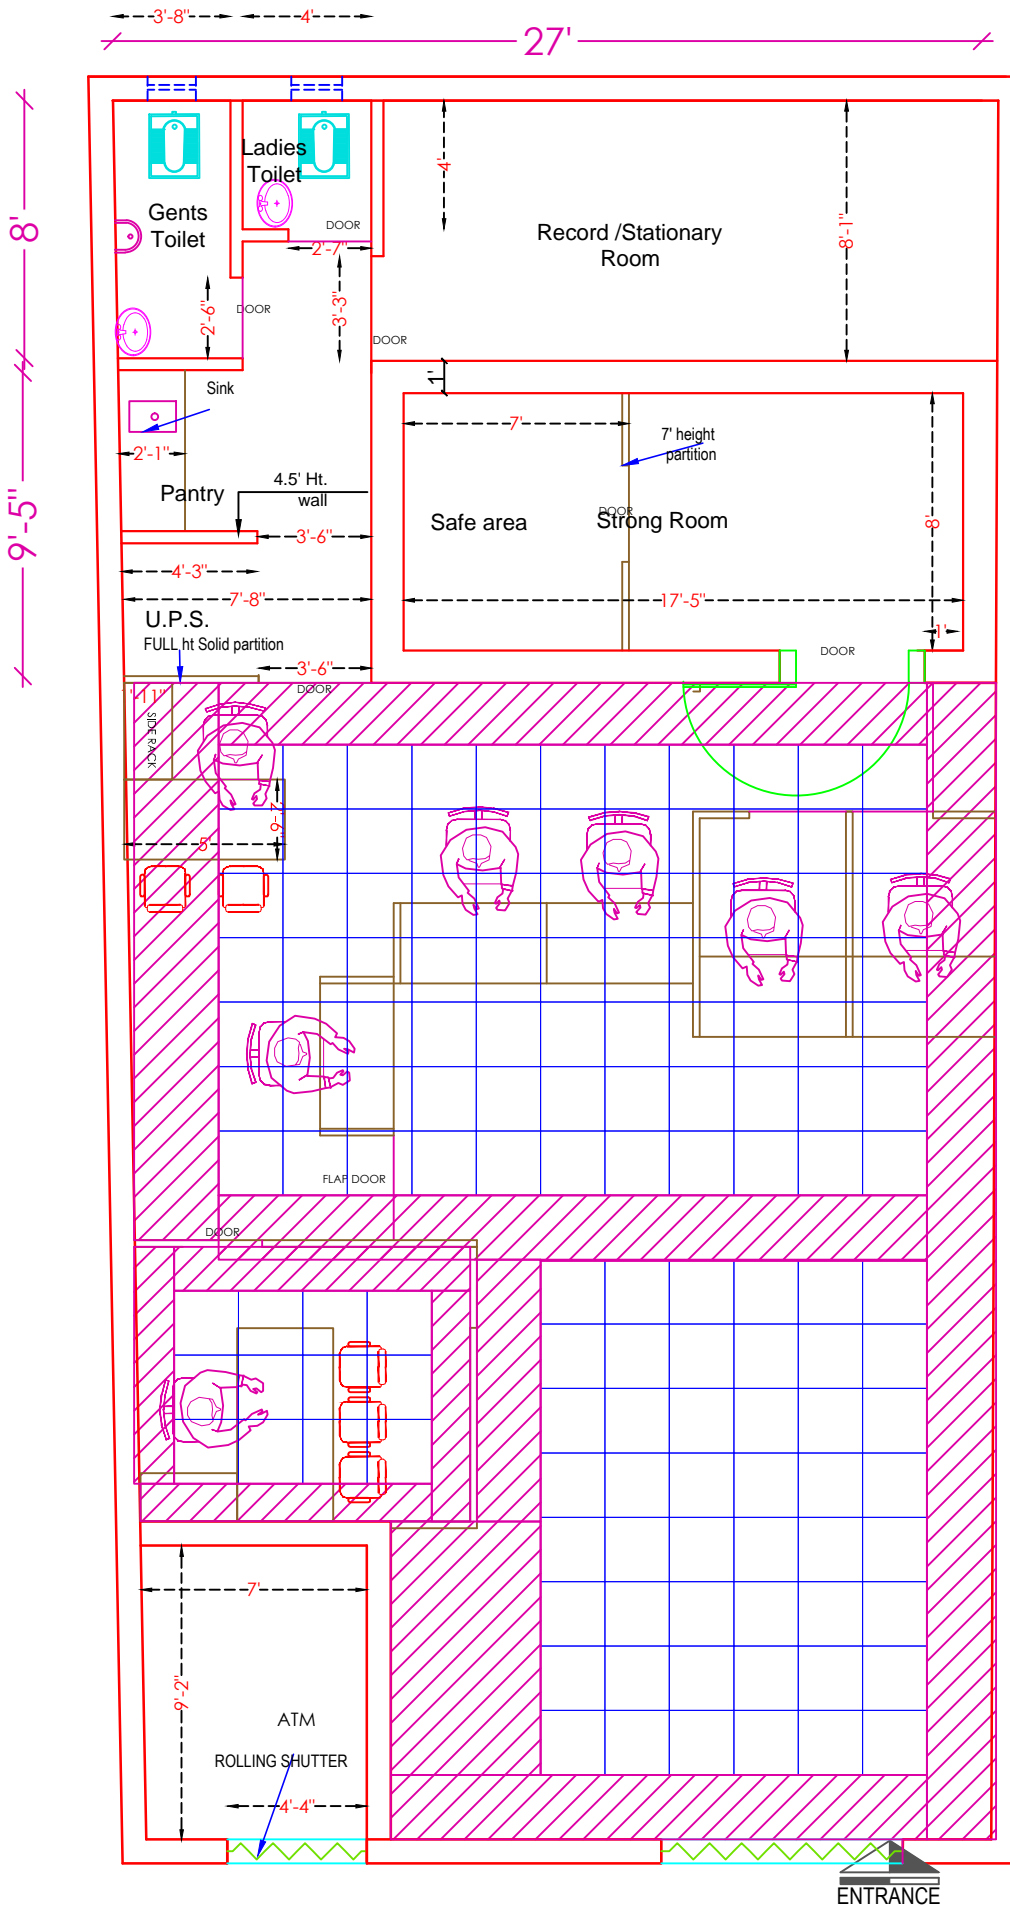 3'-8"
4'
27'
8'
9'-5"
Ladies
Toilet
Gents
Toilet
DOOR
2'-7"
2'-6"
DOOR
3'-3"
DOOR
4'
Record /Stationary
Room
8'-1"
1'
Sink
2'-1"
Pantry
4.5' Ht.
wall
3'-6"
4'-3"
7'-8"
U.P.S.
FULL ht Solid partition
3'-6"
DOOR
7'
7' height
partition
Safe area
DOOR
Strong Room
8'
17'-5"
1'
DOOR
1'-11"
SIDE RACK
5'
FLAP DOOR
DOOR
7'
9'-2"
ATM
ROLLING SHUTTER
4'-4"
ENTRANCE